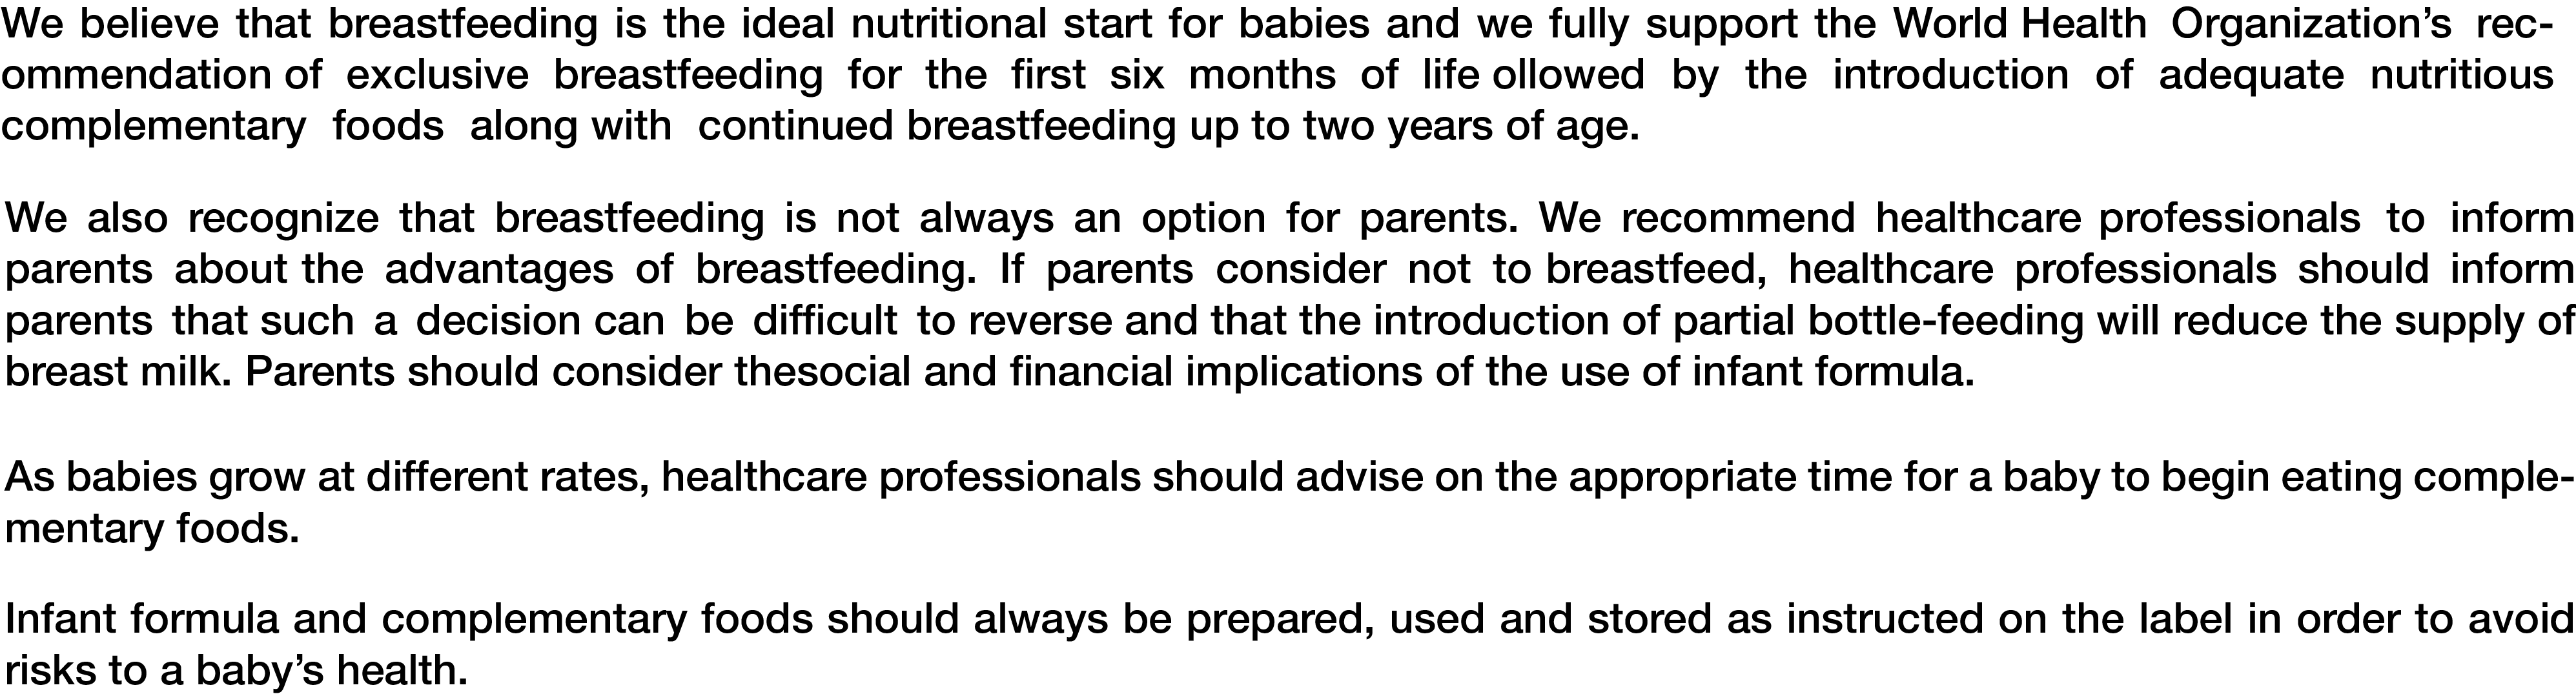 We believe that breastfeeding is the ideal nutritional start for babies and we fully support the World Health Organization’s rec-
ommendation of exclusive breastfeeding for the first six months of life ollowed by the introduction of adequate nutritious
complementary foods along with continued breastfeeding up to two years of age.
We also recognize that breastfeeding is not always an option for parents. We recommend healthcare professionals to inform
parents about the advantages of breastfeeding. If parents consider not to breastfeed, healthcare professionals should inform
parents that such a decision can be difficult to reverse and that the introduction of partial bottle-feeding will reduce the supply of
breast milk. Parents should consider thesocial and financial implications of the use of infant formula.
As babies grow at different rates, healthcare professionals should advise on the appropriate time for a baby to begin eating comple-
mentary foods.
Infant formula and complementary foods should always be prepared, used and stored as instructed on the label in order to avoid
risks to a baby’s health.